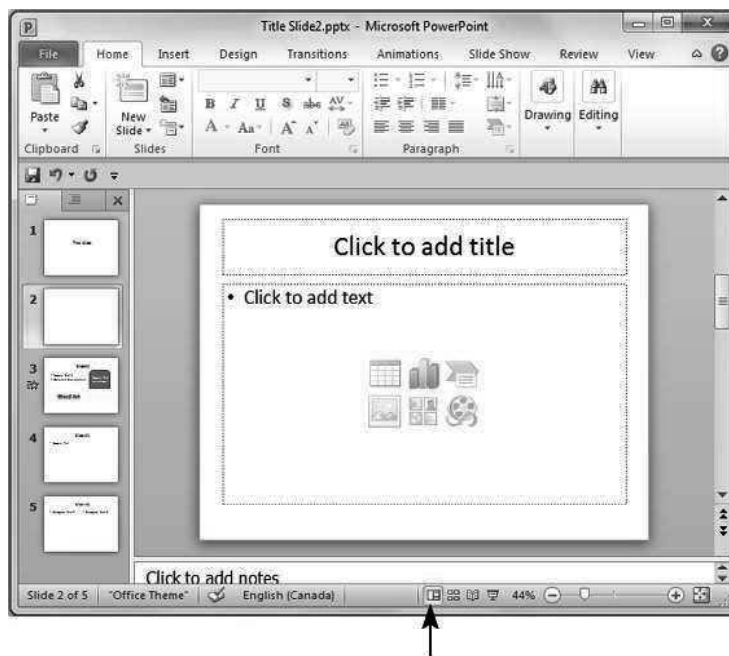 P
Title Slide2.pptx - Microsoft PowerPoint
File Home Insert Design Transitions Animations Slide Show Review View
Paste
New Slide
B I U S abc AV
A Aa A A
Drawing Editing
Clipboard Slides Font Paragraph
1
2
3
4
5
Click to add title
• Click to add text
Click to add notes
Slide 2 of 5 "Office Theme" English (Canada) 44%